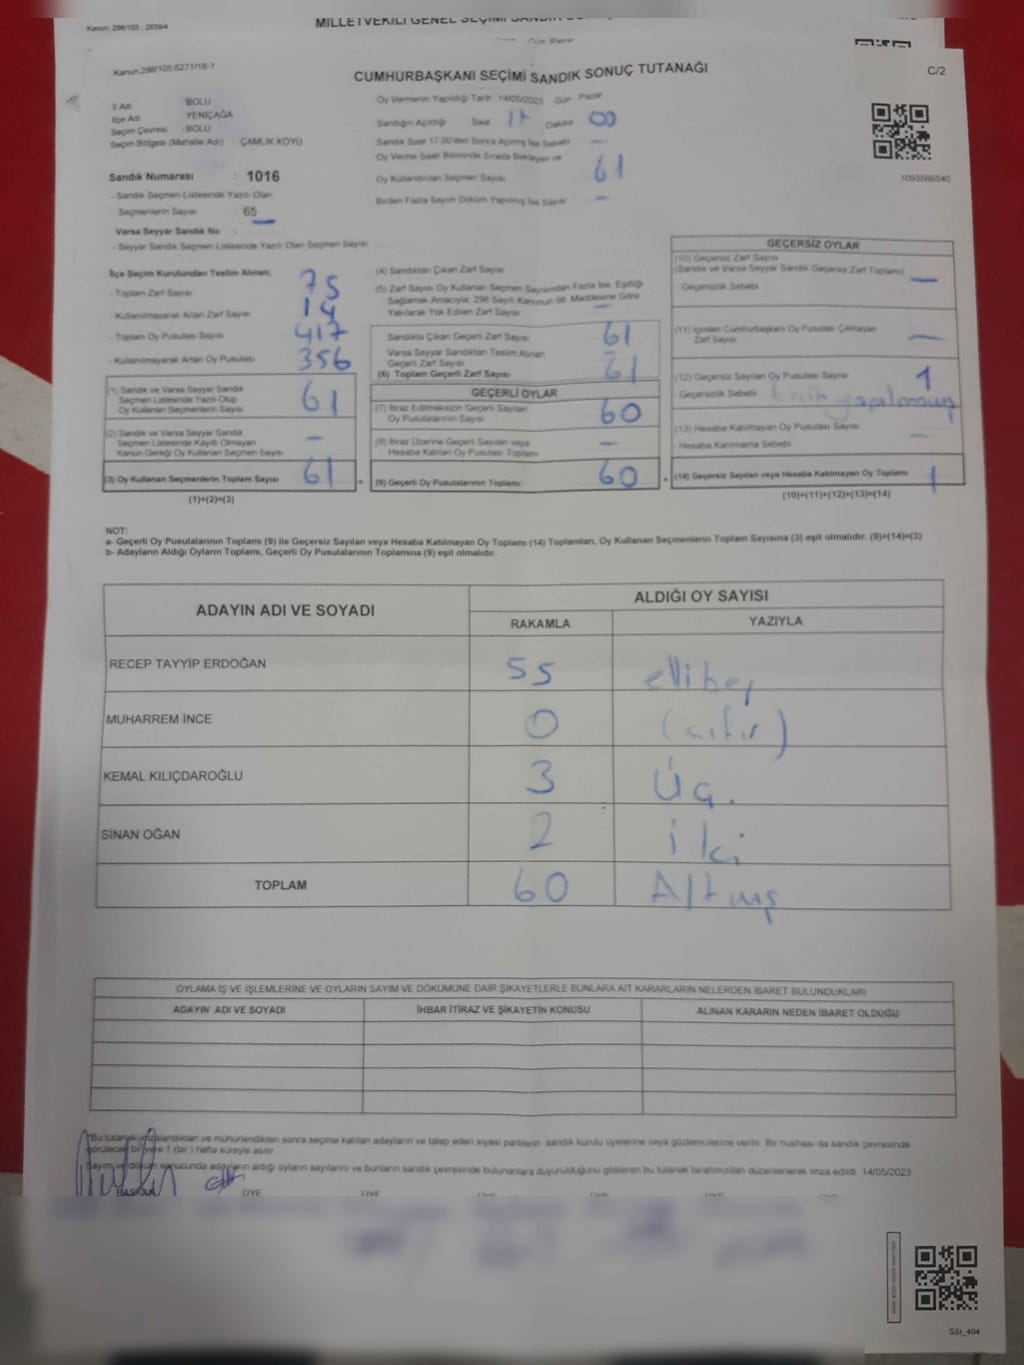 Kanun: 298/105 ; 2839/4
MİLLETVEKİLİ GENEL SEÇİMİ SANDIK
Gün: Pazar
Kanun:298/105;6271/18-1
CUMHURBAŞKANI SEÇİMİ SANDIK SONUÇ TUTANAĞI
C/2
İl Adı : BOLU
İlçe Adı YENİÇAĞA
Seçim Çevresi : BOLU
Seçim Bölgesi (Mahalle Adı) ÇAMLIK KÖYÜ
Oy Vermenin Yapıldığı Tarih : 14/05/2023 Gün Pazar
Sandığın Açıldığı Saat 17 Dakika 00
Sandık Saat 17.00'den Sonra Açılmış İse Sebebi —
Oy Verme Saati Bitiminde Sırada Bekleyen ve
Oy Kullandırılan Seçmen Sayısı 61
Birden Fazla Sayım Döküm Yapılmış İse Sayısı —
1093566540
Sandık Numarası : 1016
- Sandık Seçmen Listesinde Yazılı Olan
Seçmenlerin Sayısı 65
Varsa Seyyar Sandık No :
- Seyyar Sandık Seçmen Listesinde Yazılı Olan Seçmen Sayısı:
İlçe Seçim Kurulundan Teslim Alınan;
- Toplam Zarf Sayısı 75
- Kullanılmayarak Artan Zarf Sayısı 14
- Toplam Oy Pusulası Sayısı 417
- Kullanılmayarak Artan Oy Pusulası 356
(1) Sandık ve Varsa Seyyar Sandık
Seçmen Listesinde Yazılı Olup
Oy Kullanan Seçmenlerin Sayısı 61
(2) Sandık ve Varsa Seyyar Sandık
Seçmen Listesinde Kayıtlı Olmayan
Kanun Gereği Oy Kullanan Seçmen Sayısı —
(3) Oy Kullanan Seçmenlerin Toplam Sayısı 61
(1)+(2)=(3)
(4) Sandıktan Çıkan Zarf Sayısı
(5) Zarf Sayısı Oy Kullanan Seçmen Sayısından Fazla İse, Eşitliği
Sağlamak Amacıyla, 298 Sayılı Kanunun 98. Maddesine Göre
Yakılarak Yok Edilen Zarf Sayısı —
Sandıkta Çıkan Geçerli Zarf Sayısı 61
Varsa Seyyar Sandıktan Teslim Alınan
Geçerli Zarf Sayısı
(6) Toplam Geçerli Zarf Sayısı 61
GEÇERLİ OYLAR
(7) İtiraz Edilmeksizin Geçerli Sayılan
Oy Pusulalarının Sayısı 60
(8) İtiraz Üzerine Geçerli Sayılan veya
Hesaba Katılan Oy Pusulası Toplamı —
= (9) Geçerli Oy Pusulalarının Toplamı 60
GEÇERSİZ OYLAR
(10) Geçersiz Zarf Sayısı
(Sandık ve Varsa Seyyar Sandık Geçersiz Zarf Toplamı) —
- Geçersizlik Sebebi
(11) İçinden Cumhurbaşkanı Oy Pusulası Çıkmayan
Zarf Sayısı —
(12) Geçersiz Sayılan Oy Pusulası Sayısı 1
- Geçersizlik Sebebi : yapılmamış
(13) Hesaba Katılmayan Oy Pusulası Sayısı —
- Hesaba Katılmama Sebebi
+ (14) Geçersiz Sayılan veya Hesaba Katılmayan Oy Toplamı 1
(10)+(11)+(12)+(13)=(14)
NOT:
a- Geçerli Oy Pusulalarının Toplamı (9) ile Geçersiz Sayılan veya Hesaba Katılmayan Oy Toplamı (14) Toplamları, Oy Kullanan Seçmenlerin Toplam Sayısına (3) eşit olmalıdır. (9)+(14)=(3)
b- Adayların Aldığı Oyların Toplamı, Geçerli Oy Pusulalarının Toplamına (9) eşit olmalıdır.
ADAYIN ADI VE SOYADI
ALDIĞI OY SAYISI
RAKAMLA YAZIYLA
RECEP TAYYİP ERDOĞAN 55 ellibeş
MUHARREM İNCE 0 (sıfır)
KEMAL KILIÇDAROĞLU 3 Üç.
SİNAN OĞAN 2 İki
TOPLAM 60 Altmış
OYLAMA İŞ VE İŞLEMLERİNE VE OYLARIN SAYIM VE DÖKÜMÜNE DAİR ŞİKAYETLERLE BUNLARA AİT KARARLARIN NELERDEN İBARET BULUNDUKLARI
ADAYIN ADI VE SOYADI İHBAR İTİRAZ VE ŞİKAYETİN KONUSU ALINAN KARARIN NEDEN İBARET OLDUĞU
*Bu tutanak imzalandıktan ve mühürlendikten sonra seçime katılan adayların ve talep eden siyasi partilerin sandık kurulu üyelerine veya gözlemcilerine verilir. Bir nüshası da sandık çevresinde
görülecek bir yere 1 (bir) hafta süreyle asılır
Sayım ve döküm sonucunda adayların aldığı oyların sayılarını ve bunların sandık çevresinde bulunanlara duyurulduğunu gösteren bu tutanak tarafımızdan düzenlenerek imza edildi. 14/05/2023
BAŞKAN ÜYE ÜYE ÜYE ÜYE ÜYE
GSI_404